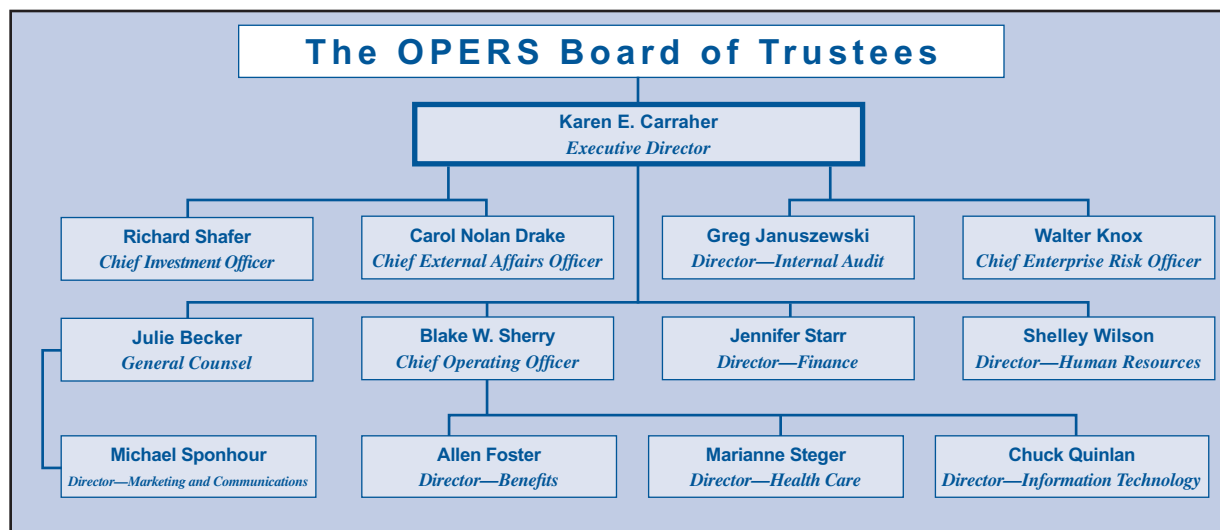 The OPERS Board of Trustees
Karen E. Carraher
Executive Director
Richard Shafer
Chief Investment Officer
Carol Nolan Drake
Chief External Affairs Officer
Greg Januszewski
Director—Internal Audit
Walter Knox
Chief Enterprise Risk Officer
Julie Becker
General Counsel
Blake W. Sherry
Chief Operating Officer
Jennifer Starr
Director—Finance
Shelley Wilson
Director—Human Resources
Michael Sponhour
Director—Marketing and Communications
Allen Foster
Director—Benefits
Marianne Steger
Director—Health Care
Chuck Quinlan
Director—Information Technology